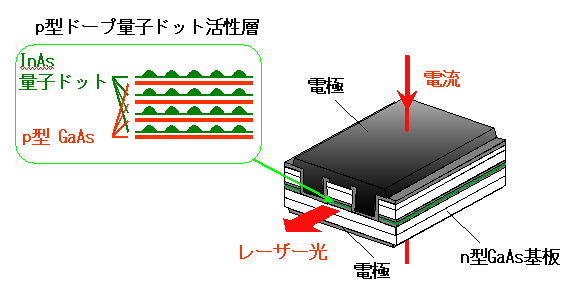 p型ドープ量子ドット活性層
InAs
量子ドット
p型 GaAs
電極
電流
レーザー光
電極
n型GaAs基板